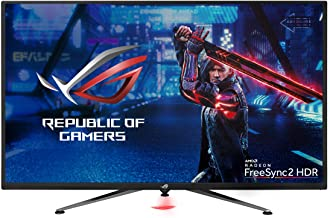 REPUBLIC OF
GAMERS
AMD
RADEON
FreeSync2 HDR